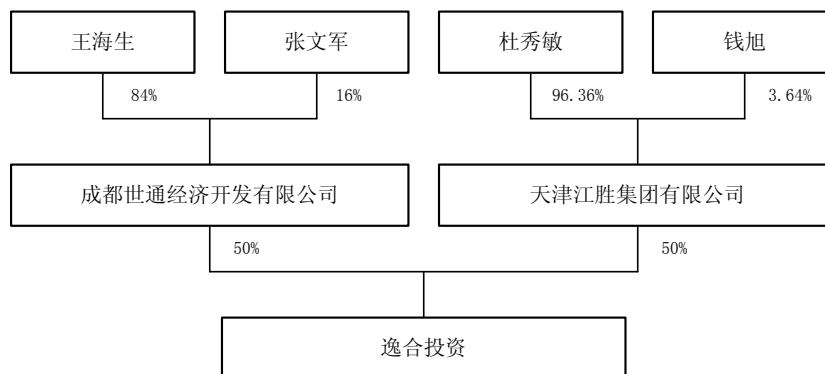 王海生
张文军
杜秀敏
钱旭
84%
16%
96.36%
3.64%
成都世通经济开发有限公司
天津江胜集团有限公司
50%
50%
逸合投资